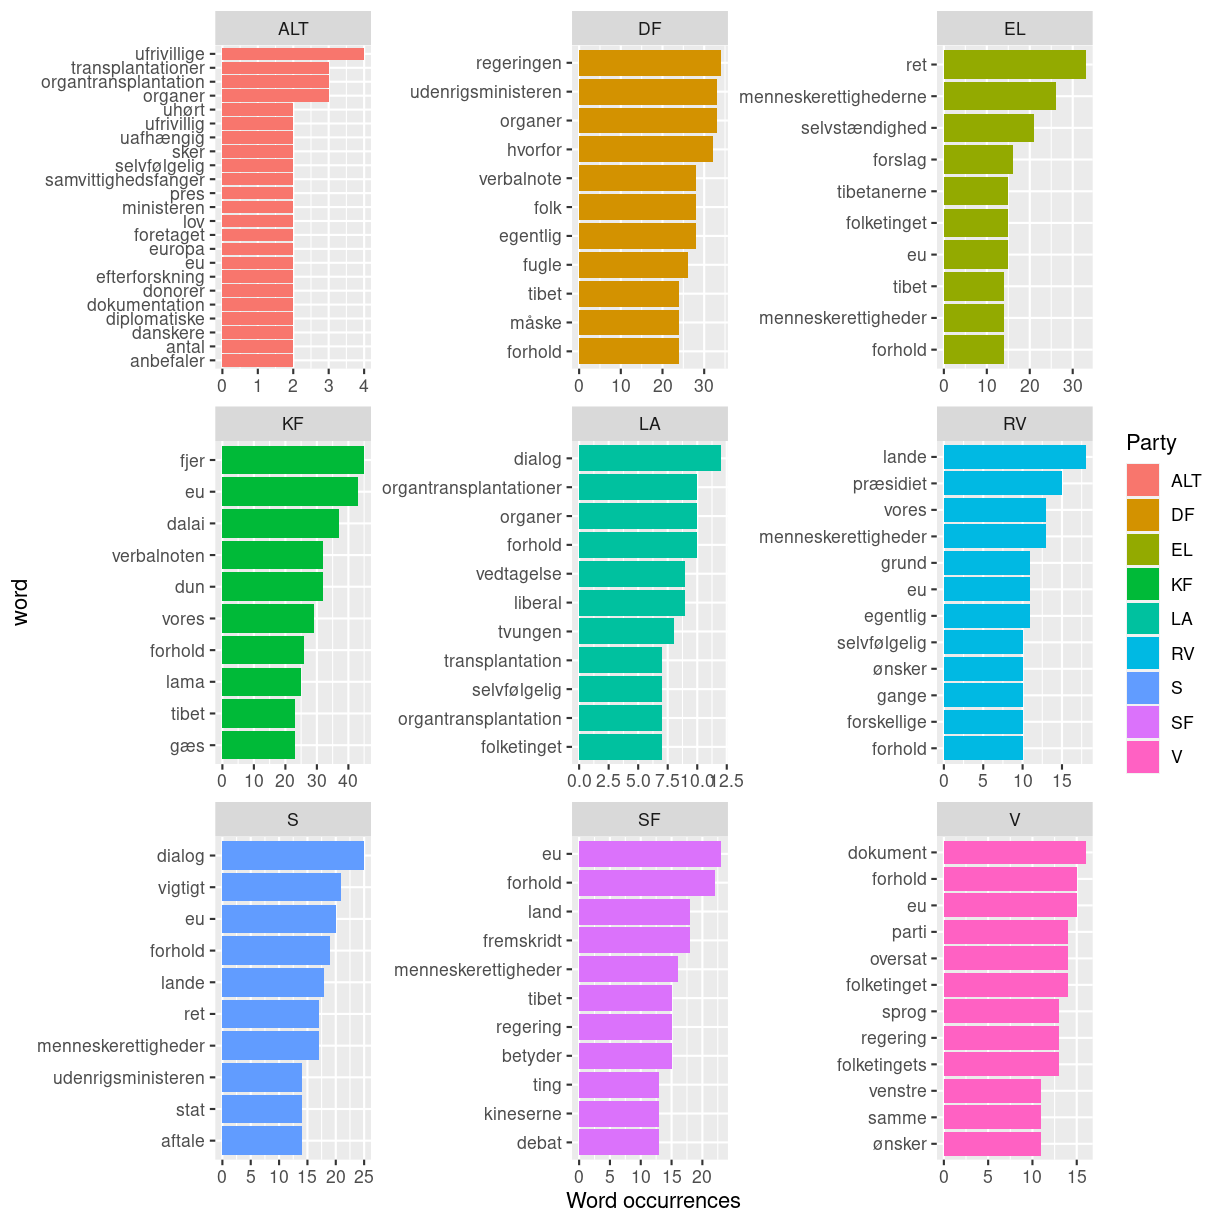 ALT
ufrivillige
transplantationer
organtransplantation
organer
uhørt
ufrivillig
uafhængig
sker
selvfølgelig
samvittighedsfanger
pres
ministeren
lov
foretaget
europa
eu
efterforskning
donorer
dokumentation
diplomatiske
danskere
antal
anbefaler
0 1 2 3 4
DF
regeringen
udenrigsministeren
organer
hvorfor
verbalnote
folk
egentlig
fugle
tibet
måske
forhold
0 10 20 30
EL
ret
menneskerettighederne
selvstændighed
forslag
tibetanerne
folketinget
eu
tibet
menneskerettigheder
forhold
0 10 20 30
word
KF
fjer
eu
dalai
verbalnoten
dun
vores
forhold
lama
tibet
gæs
0 10 20 30 40
LA
dialog
organtransplantationer
organer
forhold
vedtagelse
liberal
tvungen
transplantation
selvfølgelig
organtransplantation
folketinget
0.0 2.5 5.0 7.5 10.0 12.5
RV
lande
præsidiet
vores
menneskerettigheder
grund
eu
egentlig
selvfølgelig
ønsker
gange
forskellige
forhold
0 5 10 15
Party
ALT
DF
EL
KF
LA
RV
S
SF
V
S
dialog
vigtigt
eu
forhold
lande
ret
menneskerettigheder
udenrigsministeren
stat
aftale
0 5 10 15 20 25
SF
eu
forhold
land
fremskridt
menneskerettigheder
tibet
regering
betyder
ting
kineserne
debat
0 5 10 15 20
V
dokument
forhold
eu
parti
oversat
folketinget
sprog
regering
folketingets
venstre
samme
ønsker
0 5 10 15
Word occurrences